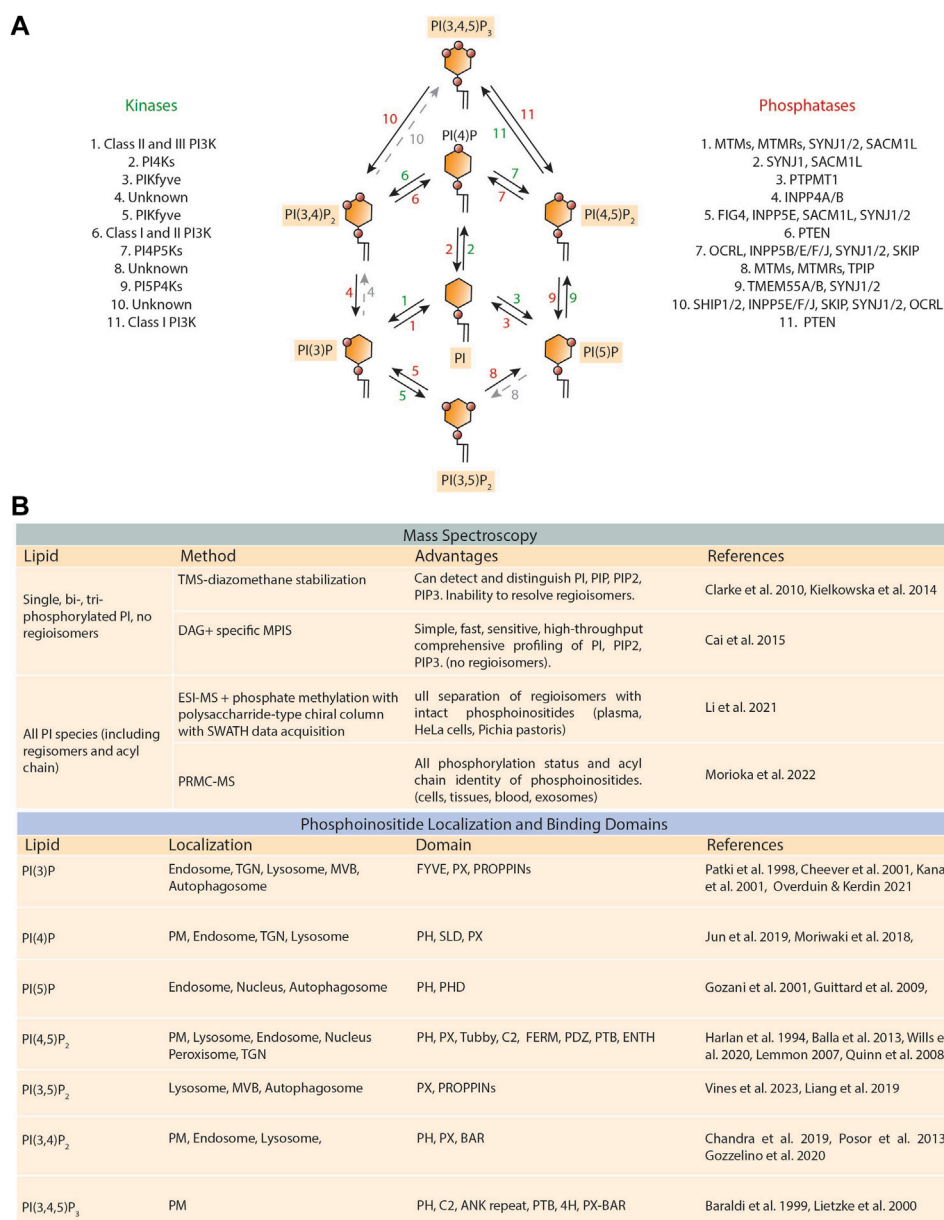 A
PI(3,4,5)P3
Kinases
1. Class II and III PI3K
2. PI4Ks
3. PIKfyve
4. Unknown
5. PIKfyve
6. Class I and II PI3K
7. PI4P5Ks
8. Unknown
9. PI5P4Ks
10. Unknown
11. Class I PI3K
10
10
11
11
PI(4)P
6
6
7
7
PI(3,4)P2
PI(4,5)P2
2
2
4
4
9
9
1
1
3
3
PI(3)P
PI
PI(5)P
5
5
8
8
PI(3,5)P2
Phosphatases
1. MTMs, MTMRs, SYNJ1/2, SACM1L
2. SYNJ1, SACM1L
3. PTPMT1
4. INPP4A/B
5. FIG4, INPP5E, SACM1L, SYNJ1/2
6. PTEN
7. OCRL, INPP5B/E/F/J, SYNJ1/2, SKIP
8. MTMs, MTMRs, TPIP
9. TMEM55A/B, SYNJ1/2
10. SHIP1/2, INPP5E/F/J, SKIP, SYNJ1/2, OCRL
11. PTEN
B
Mass Spectroscopy
Lipid Method Advantages References
Single, bi-, tri-
phosphorylated PI, no
regioisomers
TMS-diazomethane stabilization
Can detect and distinguish PI, PIP, PIP2,
PIP3. Inability to resolve regioisomers.
Clarke et al. 2010, Kielkowska et al. 2014
DAG+ specific MPIS
Simple, fast, sensitive, high-throughput
comprehensive profiling of PI, PIP2,
PIP3. (no regioisomers).
Cai et al. 2015
All PI species (including
regisomers and acyl
chain)
ESI-MS + phosphate methylation with
polysaccharride-type chiral column
with SWATH data acquisition
ull separation of regioisomers with
intact phosphoinositides (plasma,
HeLa cells, Pichia pastoris)
Li et al. 2021
PRMC-MS
All phosphorylation status and acyl
chain identity of phosphoinositides.
(cells, tissues, blood, exosomes)
Morioka et al. 2022
Phosphoinositide Localization and Binding Domains
Lipid Localization Domain References
PI(3)P
Endosome, TGN, Lysosome, MVB,
Autophagosome
FYVE, PX, PROPPINs
Patki et al. 1998, Cheever et al. 2001, Kana
et al. 2001, Overduin & Kerdin 2021
PI(4)P
PM, Endosome, TGN, Lysosome
PH, SLD, PX
Jun et al. 2019, Moriwaki et al. 2018,
PI(5)P
Endosome, Nucleus, Autophagosome
PH, PHD
Gozani et al. 2001, Guittard et al. 2009,
PI(4,5)P2
PM, Lysosome, Endosome, Nucleus
Peroxisome, TGN
PH, PX, Tubby, C2, FERM, PDZ, PTB, ENTH
Harlan et al. 1994, Balla et al. 2013, Wills e
al. 2020, Lemmon 2007, Quinn et al. 2008
PI(3,5)P2
Lysosome, MVB, Autophagosome
PX, PROPPINs
Vines et al. 2023, Liang et al. 2019
PI(3,4)P2
PM, Endosome, Lysosome,
PH, PX, BAR
Chandra et al. 2019, Posor et al. 2013
Gozzelino et al. 2020
PI(3,4,5)P3
PM
PH, C2, ANK repeat, PTB, 4H, PX-BAR
Baraldi et al. 1999, Lietzke et al. 2000